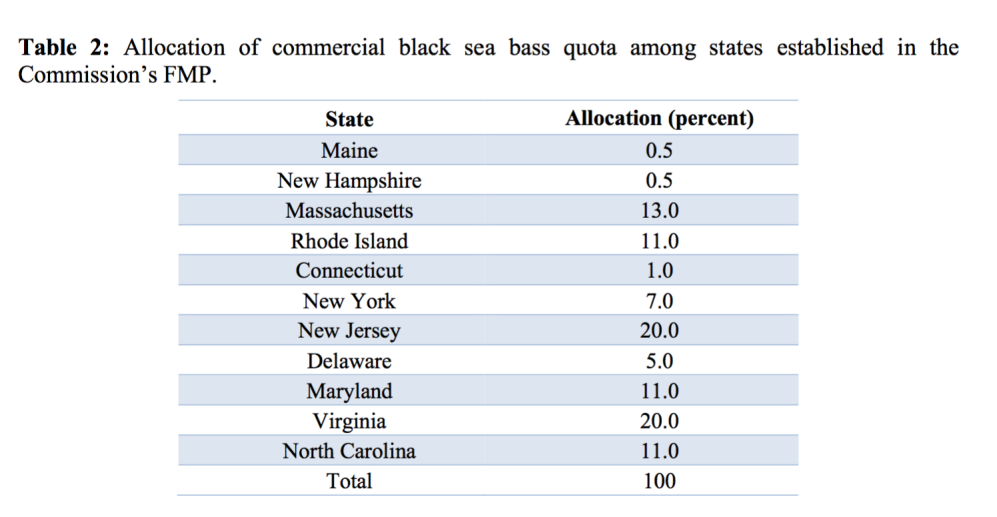 Table 2: Allocation of commercial black sea bass quota among states established in the
Commission’s FMP.
State Allocation (percent)
Maine 0.5
New Hampshire 0.5
Massachusetts 13.0
Rhode Island 11.0
Connecticut 1.0
New York 7.0
New Jersey 20.0
Delaware 5.0
Maryland 11.0
Virginia 20.0
North Carolina 11.0
Total 100